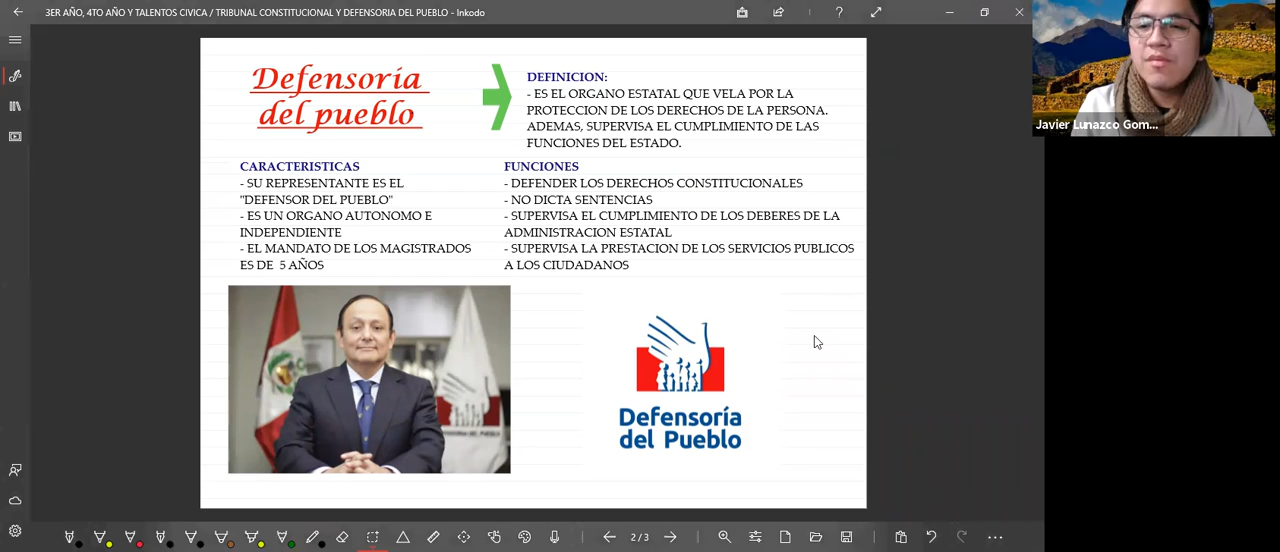 3ER AÑO, 4TO AÑO Y TALENTOS CIVICA / TRIBUNAL CONSTITUCIONAL Y DEFENSORIA DEL PUEBLO - Inkodo
Defensoría
del pueblo
DEFINICION:
- ES EL ORGANO ESTATAL QUE VELA POR LA
PROTECCION DE LOS DERECHOS DE LA PERSONA.
ADEMAS, SUPERVISA EL CUMPLIMIENTO DE LAS
FUNCIONES DEL ESTADO.
CARACTERISTICAS
- SU REPRESENTANTE ES EL
"DEFENSOR DEL PUEBLO"
- ES UN ORGANO AUTONOMO E
INDEPENDIENTE
- EL MANDATO DE LOS MAGISTRADOS
ES DE 5 AÑOS
FUNCIONES
- DEFENDER LOS DERECHOS CONSTITUCIONALES
- NO DICTA SENTENCIAS
- SUPERVISA EL CUMPLIMIENTO DE LOS DEBERES DE LA
ADMINISTRACION ESTATAL
- SUPERVISA LA PRESTACION DE LOS SERVICIOS PUBLICOS
A LOS CIUDADANOS
Defensoría
del Pueblo
Javier Lunazco Gom...
2/3